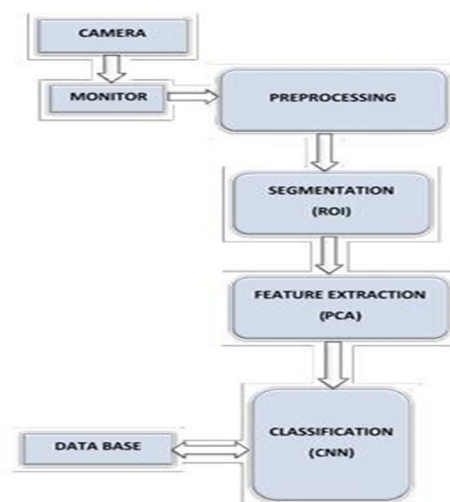 CAMERA
MONITOR
PREPROCESSING
SEGMENTATION
(ROI)
FEATURE EXTRACTION
(PCA)
CLASSIFICATION
(CNN)
DATA BASE